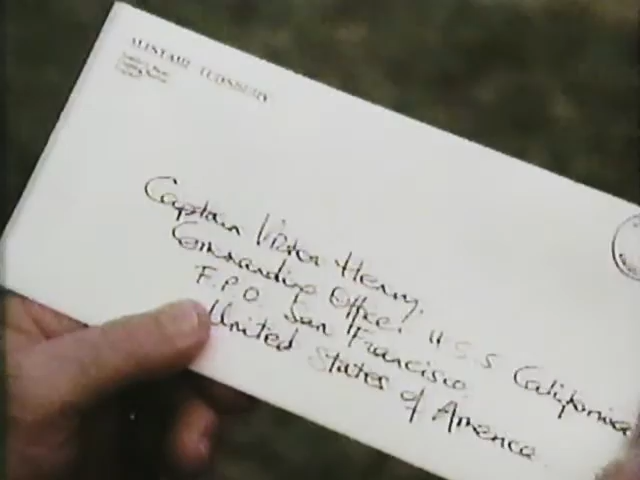 ALISTAIR TUDSBURY
Captain Victor Henry,
Commanding Officer U.S.S California
F.P.O. San Francisco
United States of America.